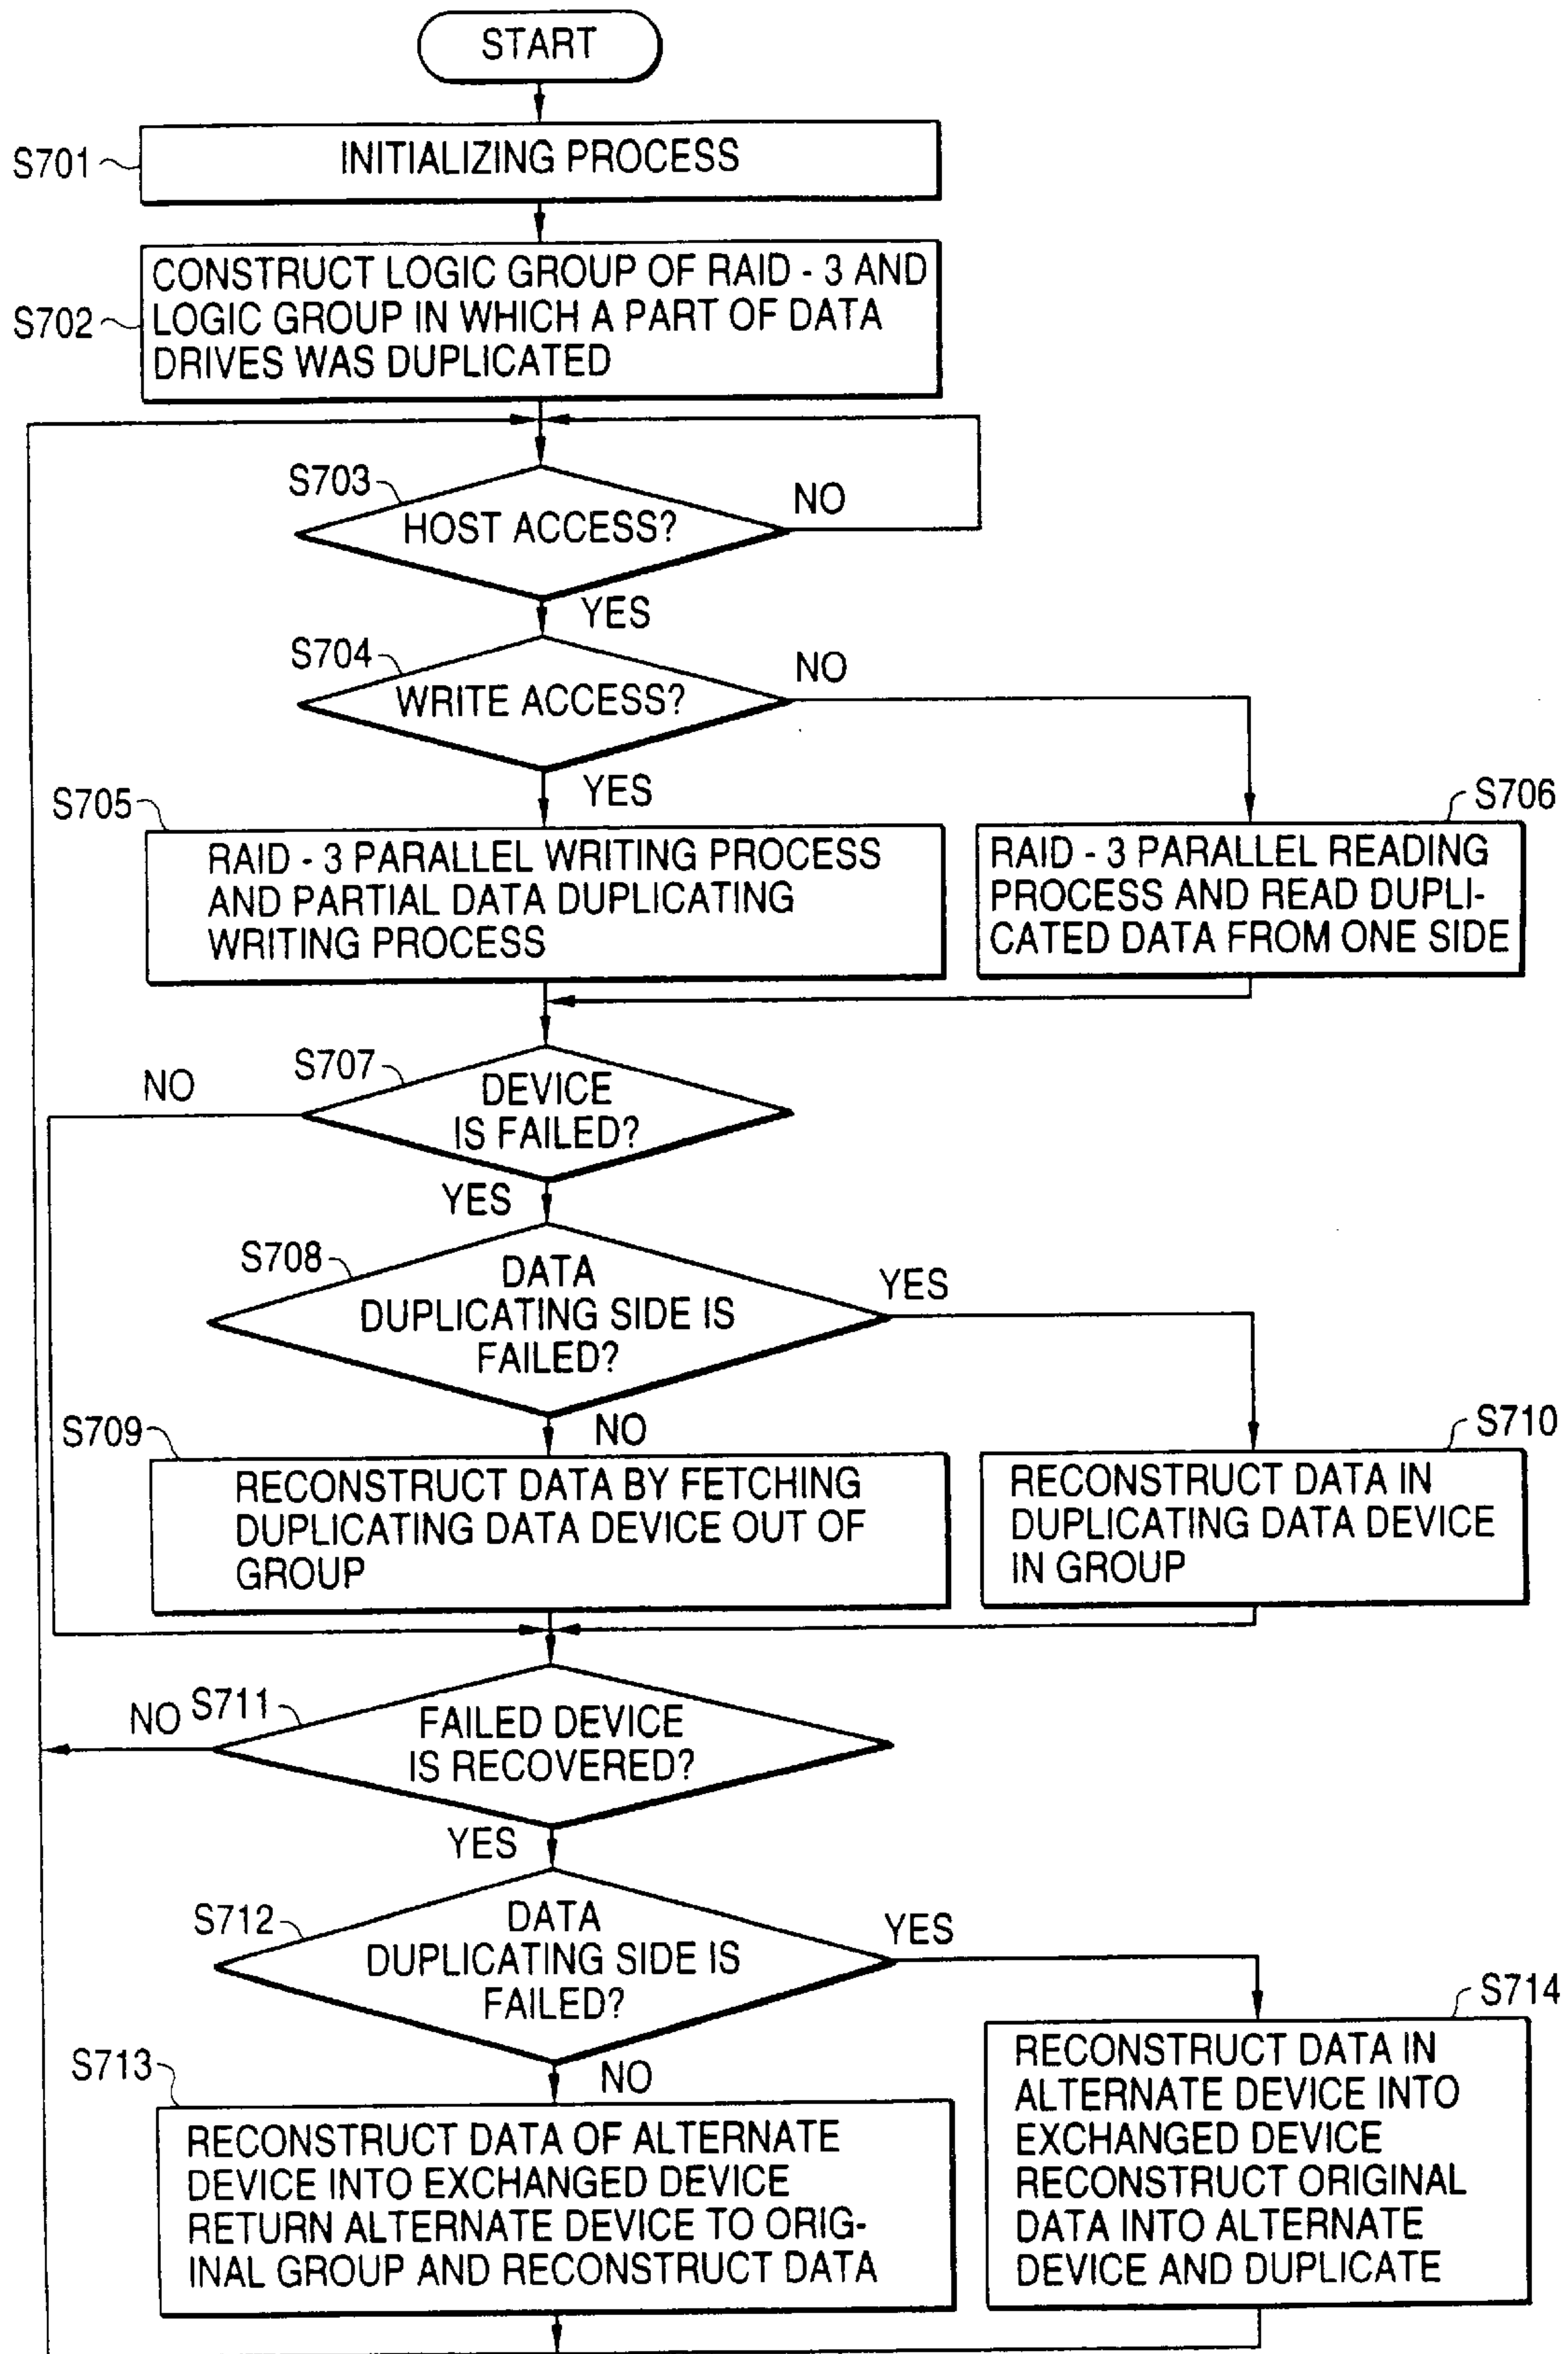 START
S701
INITIALIZING PROCESS
S702
CONSTRUCT LOGIC GROUP OF RAID - 3 AND
LOGIC GROUP IN WHICH A PART OF DATA
DRIVES WAS DUPLICATED
S703
HOST ACCESS?
NO
YES
S704
WRITE ACCESS?
NO
YES
S705
RAID - 3 PARALLEL WRITING PROCESS
AND PARTIAL DATA DUPLICATING
WRITING PROCESS
S706
RAID - 3 PARALLEL READING
PROCESS AND READ DUPLI-
CATED DATA FROM ONE SIDE
S707
NO
DEVICE
IS FAILED?
YES
S708
DATA
DUPLICATING SIDE IS
FAILED?
YES
NO
S709
RECONSTRUCT DATA BY FETCHING
DUPLICATING DATA DEVICE OUT OF
GROUP
S710
RECONSTRUCT DATA IN
DUPLICATING DATA DEVICE
IN GROUP
NO
S711
FAILED DEVICE
IS RECOVERED?
YES
S712
DATA
DUPLICATING SIDE IS
FAILED?
YES
NO
S713
RECONSTRUCT DATA OF ALTERNATE
DEVICE INTO EXCHANGED DEVICE
RETURN ALTERNATE DEVICE TO ORIG-
INAL GROUP AND RECONSTRUCT DATA
S714
RECONSTRUCT DATA IN
ALTERNATE DEVICE INTO
EXCHANGED DEVICE
RECONSTRUCT ORIGINAL
DATA INTO ALTERNATE
DEVICE AND DUPLICATE